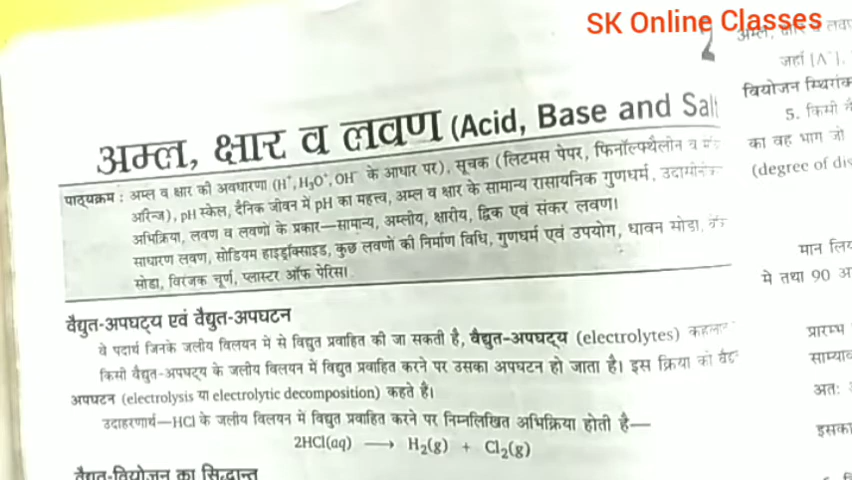 SK Online Classes
2
अम्ल, क्षार व लवण (Acid, Base and Salt
पाठ्यक्रम : अम्ल व क्षार की अवधारणा (H⁺, H₃O⁺, OH⁻ के आधार पर), सूचक (लिटमस पेपर, फिनॉल्फ्थैलीन व
ऑरेन्ज), pH स्केल, दैनिक जीवन में pH का महत्त्व, अम्ल व क्षार के सामान्य रासायनिक गुणधर्म, उदासीनक
अभिक्रिया, लवण व लवणों के प्रकार—सामान्य, अम्लीय, क्षारीय, द्विक एवं संकर लवण।
साधारण लवण, सोडियम हाइड्रॉक्साइड, कुछ लवणों की निर्माण विधि, गुणधर्म एवं उपयोग, धावन सोडा,
सोडा, विरंजक चूर्ण, प्लास्टर ऑफ पेरिस।
वैद्युत-अपघट्य एवं वैद्युत-अपघटन
वे पदार्थ जिनके जलीय विलयन में से विद्युत प्रवाहित की जा सकती है, वैद्युत-अपघट्य (electrolytes) कहला
किसी वैद्युत-अपघट्य के जलीय विलयन में विद्युत प्रवाहित करने पर उसका अपघटन हो जाता है। इस क्रिया को वैद्यु
अपघटन (electrolysis या electrolytic decomposition) कहते हैं।
उदाहरणार्थ—HCl के जलीय विलयन में विद्युत प्रवाहित करने पर निम्नलिखित अभिक्रिया होती है—
2HCl(aq) ⟶ H₂(g) + Cl₂(g)
वैद्युत-वियोजन का सिद्धान्त
अम्ल, क्षार व लवण
जहाँ [A⁻],
वियोजन स्थिरांक
5. किसी
का वह भाग जो
(degree of dis
मान लिय
में तथा 90 अ
प्रारम्भ
साम्याव
अतः
इसका